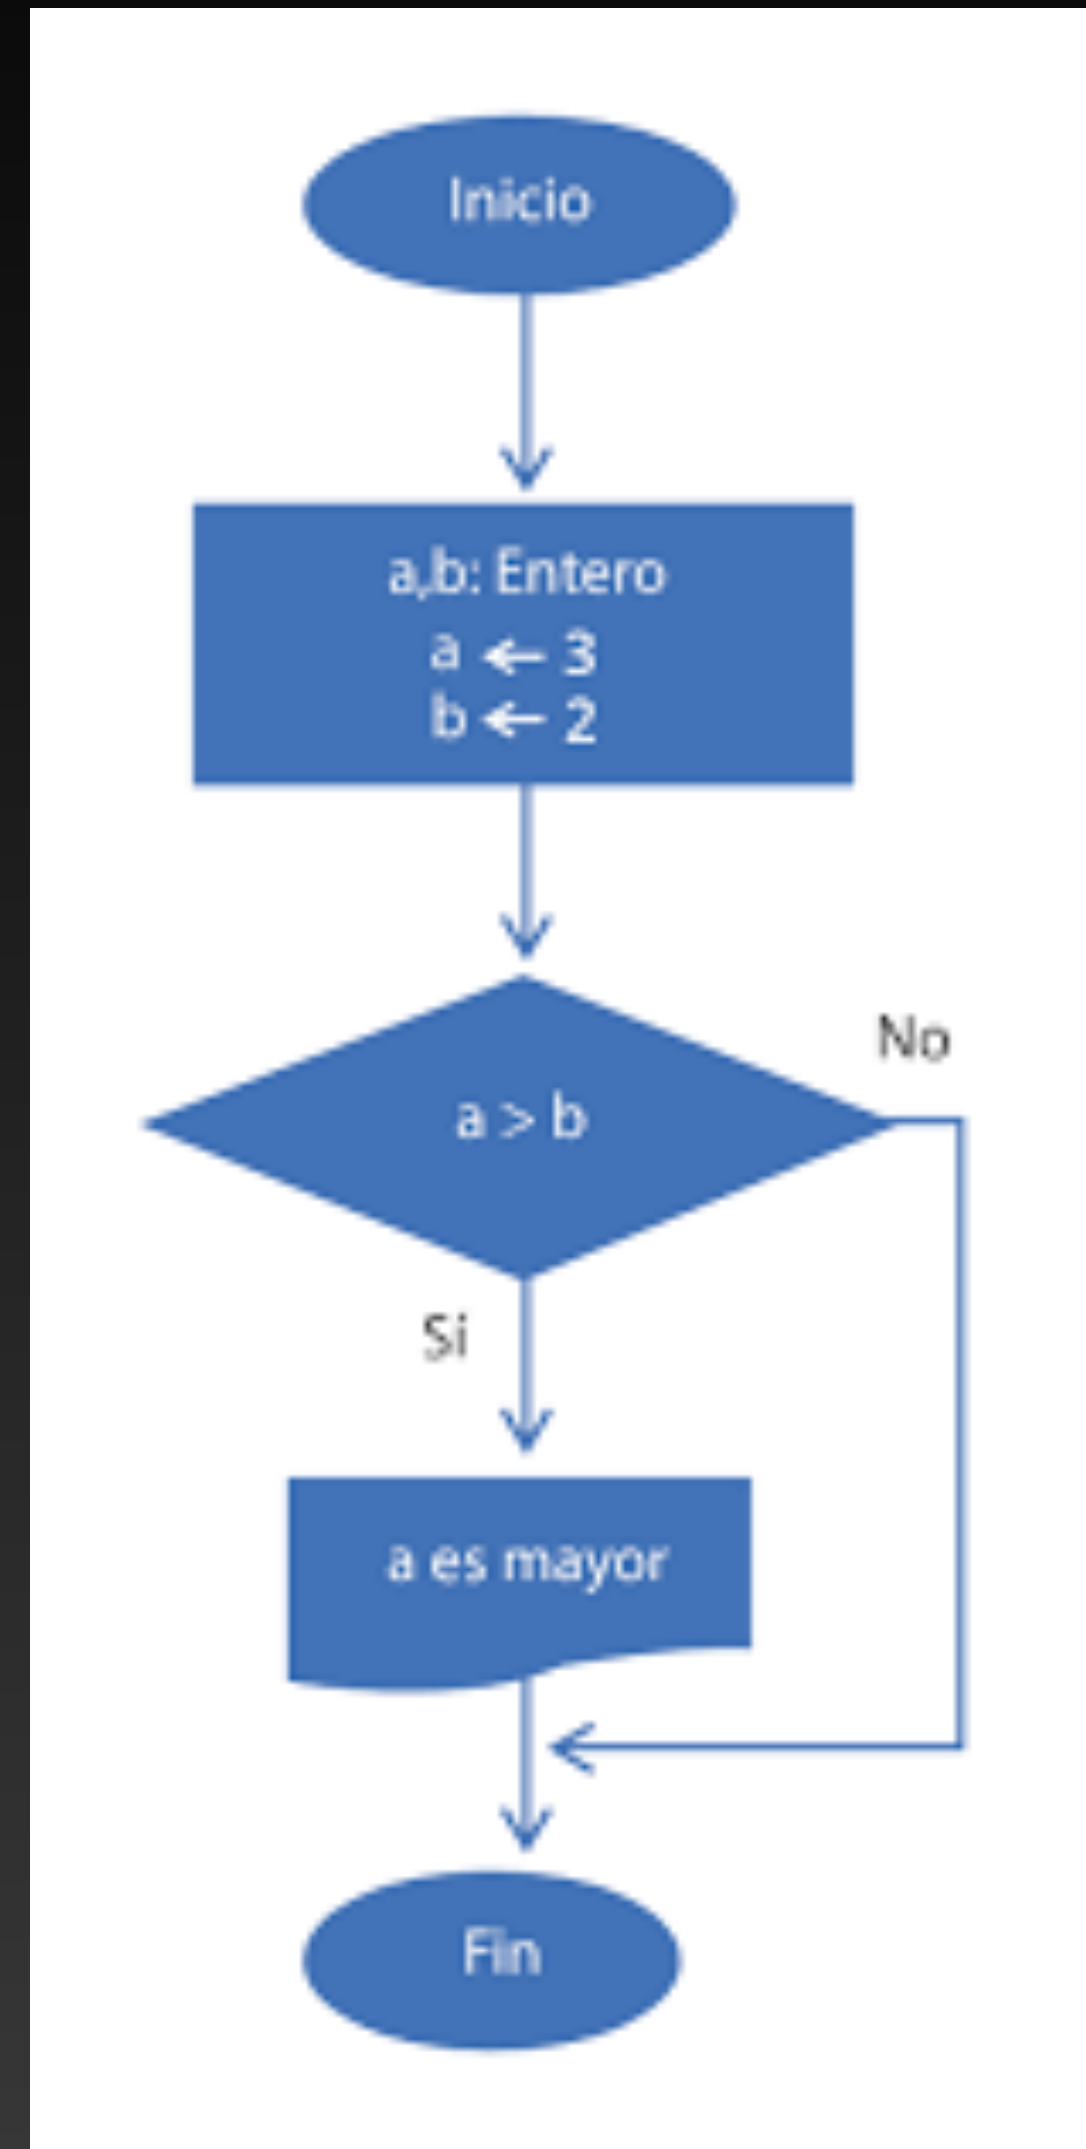 Inicio
a,b: Entero
a ← 3
b ← 2
a > b
No
Si
a es mayor
Fin